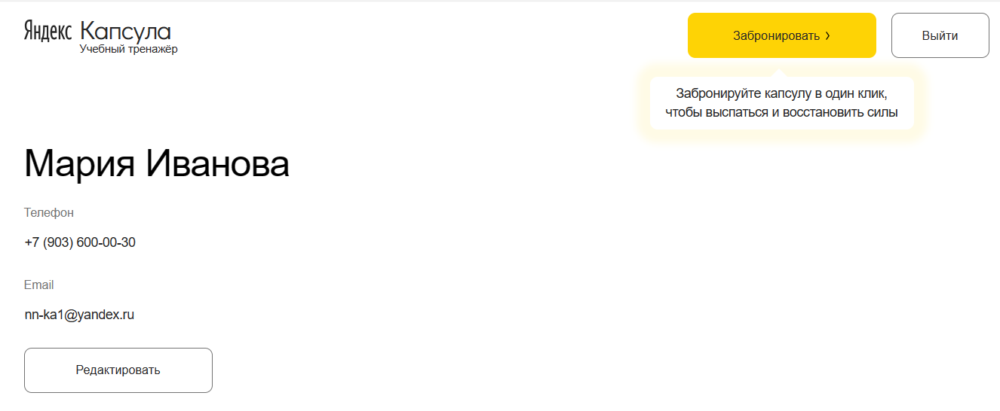 Яндекс Капсула
Учебный тренажёр
Забронировать ›
Выйти
Забронируйте капсулу в один клик,
чтобы выспаться и восстановить силы
Мария Иванова
Телефон
+7 (903) 600-00-30
Email
nn-ka1@yandex.ru
Редактировать